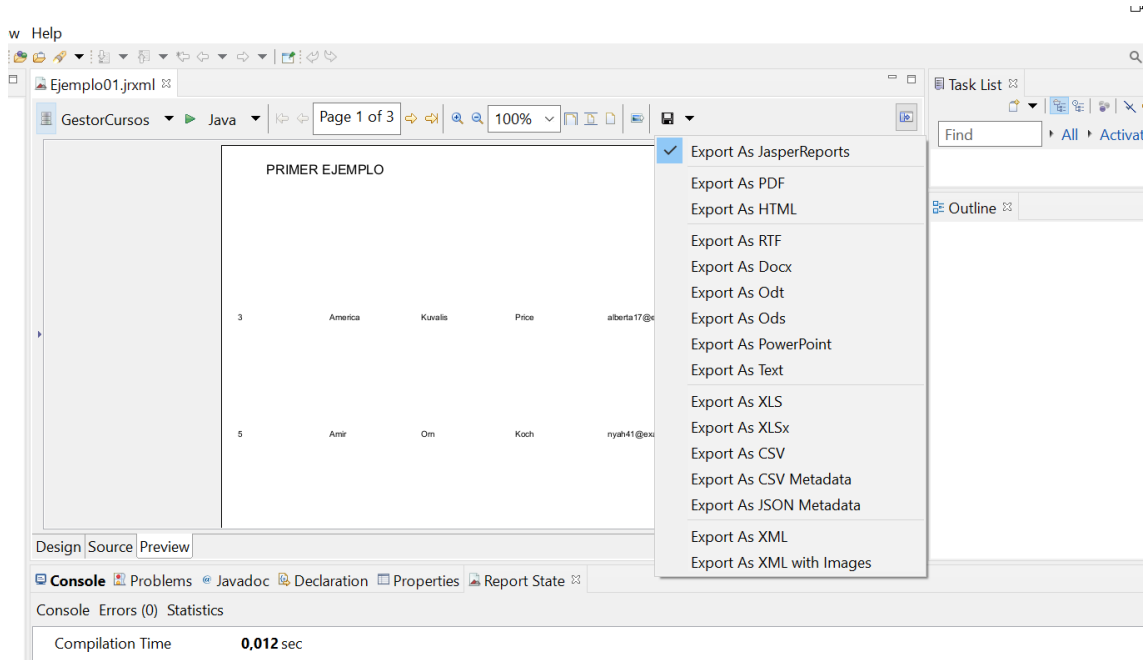 w Help
Ejemplo01.jrxml
Task List
GestorCursos Java Page 1 of 3 100%
Find All Activat
PRIMER EJEMPLO
Export As JasperReports
Export As PDF
Export As HTML
Outline
Export As RTF
Export As Docx
Export As Odt
Export As Ods
Export As PowerPoint
Export As Text
Export As XLS
Export As XLSx
Export As CSV
Export As CSV Metadata
Export As JSON Metadata
Export As XML
Export As XML with Images
3 America Kuvalis Price alberta17@e
5 Amir Orn Koch nyah41@exa
Design Source Preview
Console Problems Javadoc Declaration Properties Report State
Console Errors (0) Statistics
Compilation Time 0,012 sec